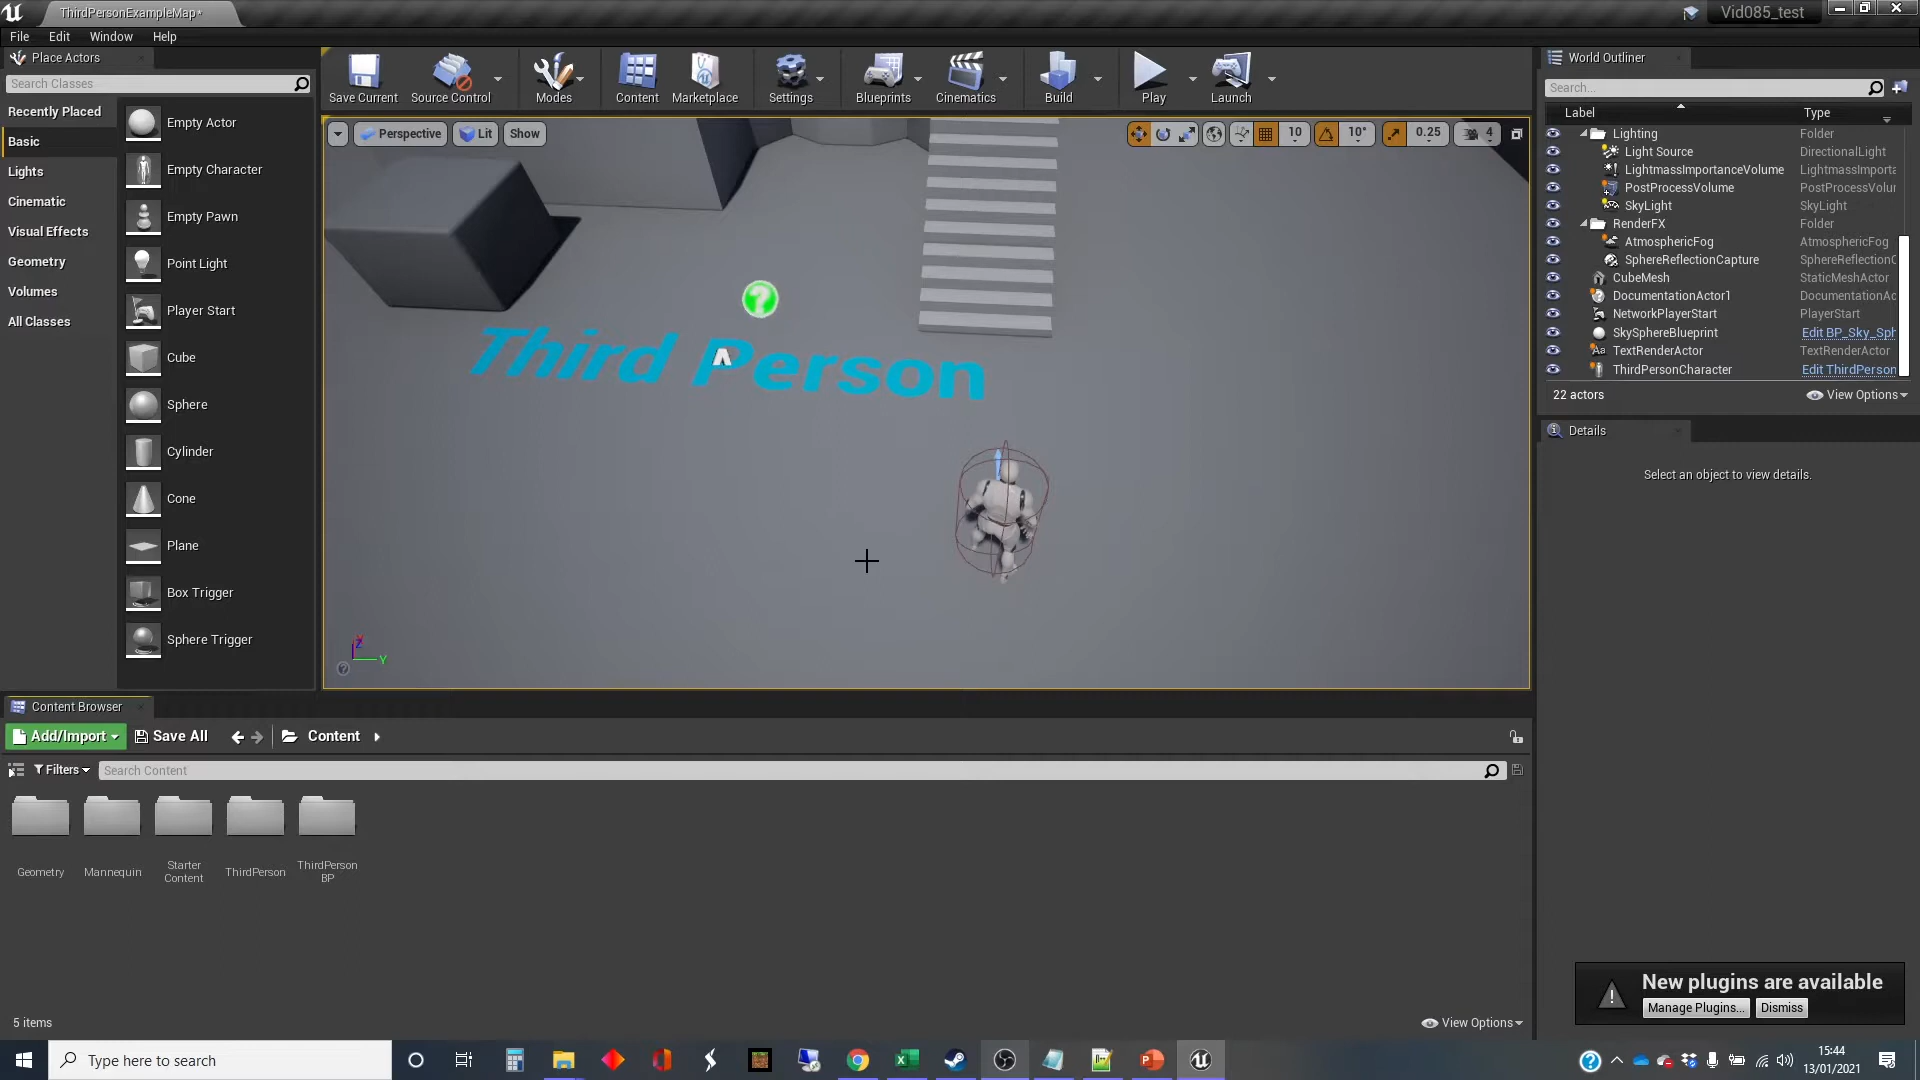 ThirdPersonExampleMap*
Vid085_test
File Edit Window Help
Place Actors
Search Classes
Recently Placed
Basic
Lights
Cinematic
Visual Effects
Geometry
Volumes
All Classes
Empty Actor
Empty Character
Empty Pawn
Point Light
Player Start
Cube
Sphere
Cylinder
Cone
Plane
Box Trigger
Sphere Trigger
Save Current Source Control Modes Content Marketplace Settings Blueprints Cinematics Build Play Launch
Perspective Lit Show
10 10° 0.25 4
Third Person
Z
Y
World Outliner
Search...
Label Type
Lighting Folder
Light Source DirectionalLight
LightmassImportanceVolume LightmassImporta
PostProcessVolume PostProcessVolur
SkyLight SkyLight
RenderFX Folder
AtmosphericFog AtmosphericFog
SphereReflectionCapture SphereReflectionC
CubeMesh StaticMeshActor
DocumentationActor1 DocumentationAc
NetworkPlayerStart PlayerStart
SkySphereBlueprint Edit BP_Sky_Sph
TextRenderActor TextRenderActor
ThirdPersonCharacter Edit ThirdPerson
22 actors View Options
Details
Select an object to view details.
Content Browser
Add/Import Save All Content
Filters Search Content
Geometry
Mannequin
Starter
Content
ThirdPerson
ThirdPerson
BP
5 items View Options
New plugins are available
Manage Plugins... Dismiss
Type here to search
15:44
13/01/2021